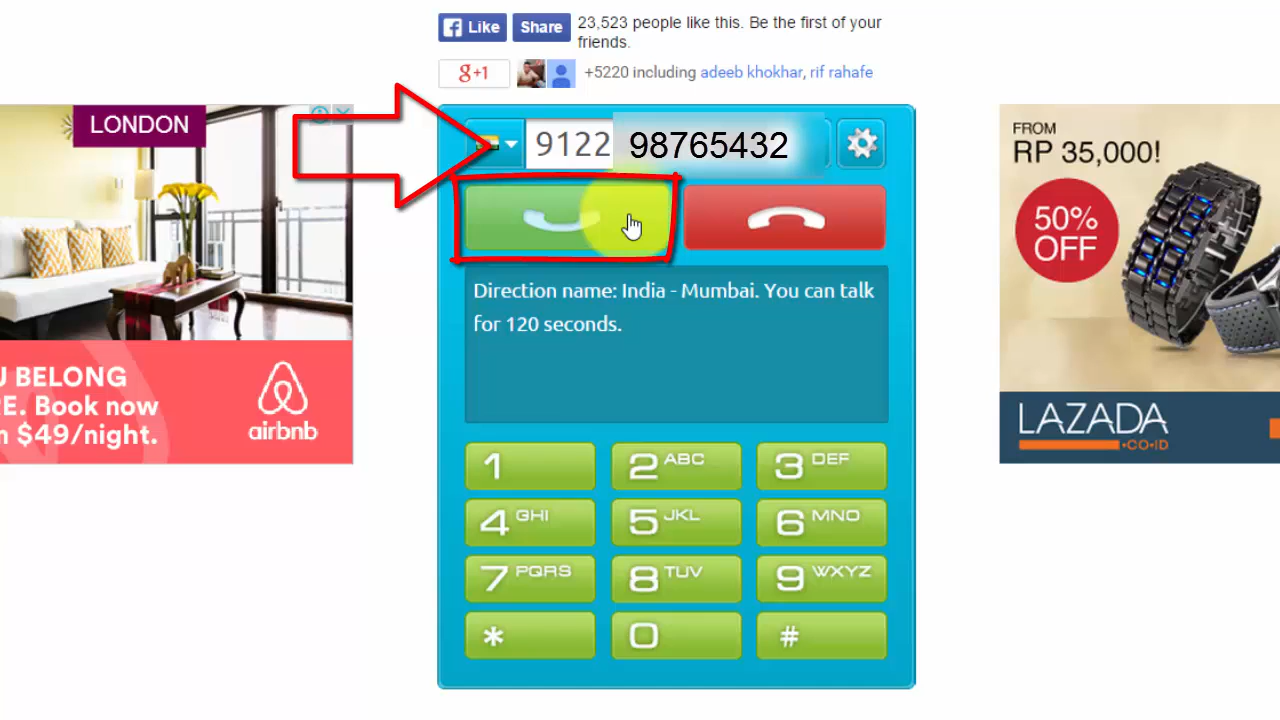 Like Share 23,523 people like this. Be the first of your
friends.
g+1 +5220 including adeeb khokhar, rif rahafe
LONDON
BELONG
Book now
$49/night.
airbnb
9122 98765432
Direction name: India - Mumbai. You can talk
for 120 seconds.
1 2 ABC 3 DEF
4 GHI 5 JKL 6 MNO
7 PQRS 8 TUV 9 WXYZ
* 0 #
FROM
RP 35,000!
50%
OFF
LAZADA
.CO.ID